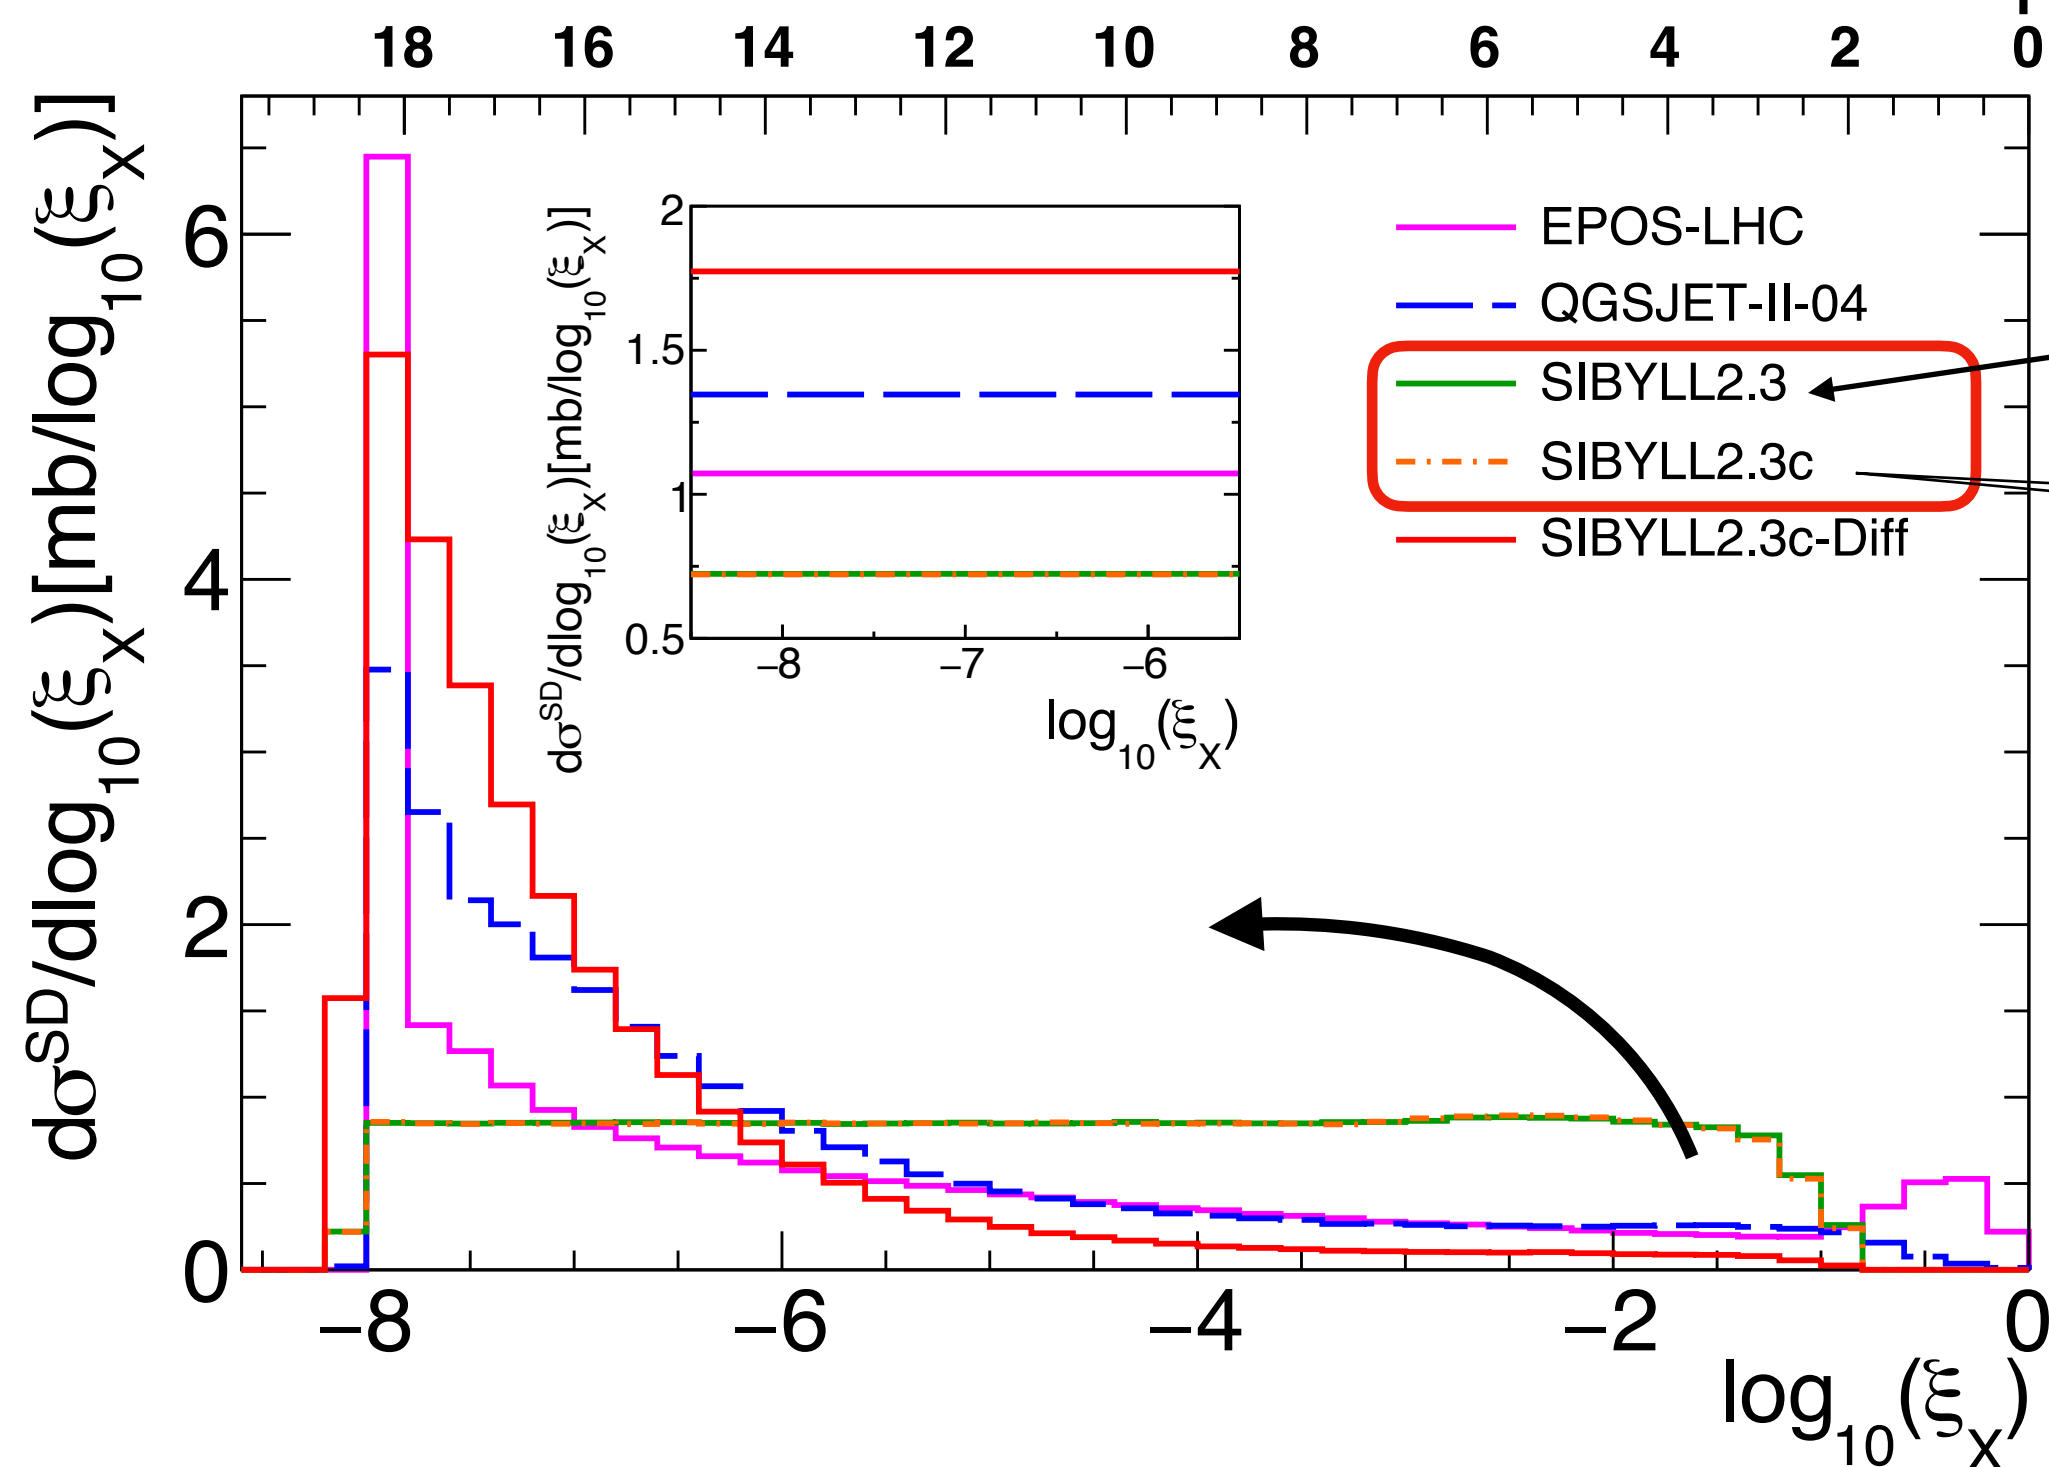 18 16 14 12 10 8 6 4 2 0
dσ^SD/dlog_10(ξ_X)[mb/log_10(ξ_X)]
6
4
2
0
dσ^SD/dlog_10(ξ_X)[mb/log_10(ξ_X)]
2
1.5
1
0.5
−8 −7 −6
log_10(ξ_X)
EPOS-LHC
QGSJET-II-04
SIBYLL2.3
SIBYLL2.3c
SIBYLL2.3c-Diff
−8 −6 −4 −2 0
log_10(ξ_X)